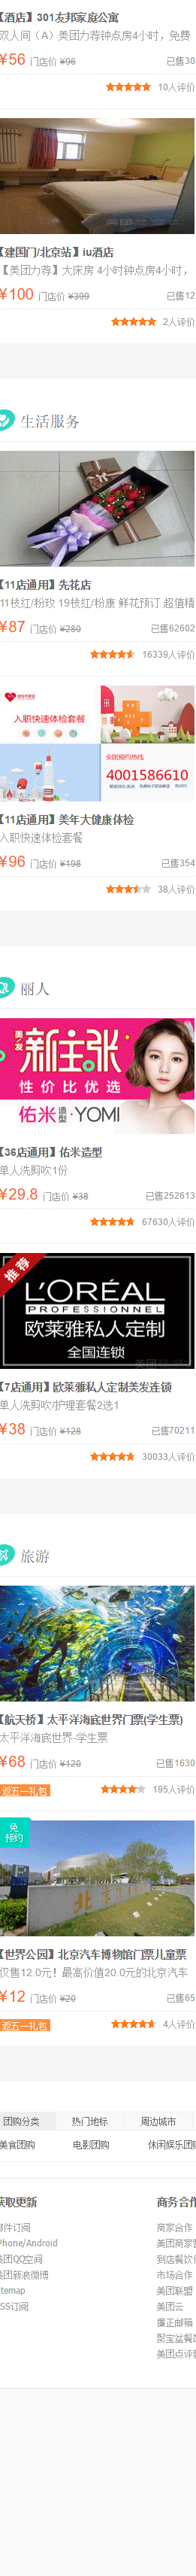 【酒店】301友邦家庭公寓
双人间（A）美团力荐钟点房4小时，免费
¥56 门店价 ¥96 已售30
10人评价
【建国门/北京站】iu酒店
【美团力荐】大床房 4小时钟点房4小时，
¥100 门店价 ¥399 已售12
2人评价
生活服务
【11店通用】先花店
11枝红/粉玫 19枝红/粉康 鲜花预订 超值精
¥87 门店价 ¥280 已售62602
16339人评价
入职快速体检套餐
全国预约热线
4001586610
【11店通用】美年大健康体检
入职快速体检套餐
¥96 门店价 ¥198 已售354
38人评价
丽人
美发
新主张
性价比优选
佑米造型·YOMI
【36店通用】佑米造型
单人洗剪吹1份
¥29.8 门店价 ¥38 已售252613
67630人评价
推荐
L'ORÉAL
PROFESSIONNEL
欧莱雅私人定制
全国连锁
美团
【7店通用】欧莱雅私人定制美发连锁
单人洗剪吹/护理套餐2选1
¥38 门店价 ¥128 已售70211
30033人评价
旅游
【航天桥】太平洋海底世界门票(学生票)
太平洋海底世界-学生票
¥68 门店价 ¥120 已售1630
返五一礼包 195人评价
免
预约
北京汽
【世界公园】北京汽车博物馆门票儿童票
仅售12.0元！最高价值20.0元的北京汽车
¥12 门店价 ¥20 已售65
返五一礼包 4人评价
团购分类 热门地标 周边城市
美食团购 电影团购 休闲娱乐团购
获取更新 商务合作
邮件订阅 商家合作
iPhone/Android 美团商家营
美团QQ空间 到店餐饮
美团新浪微博 市场合作
itemap 美团联盟
RSS订阅 美团云
廉正邮箱
聚宝盆餐
美团点评